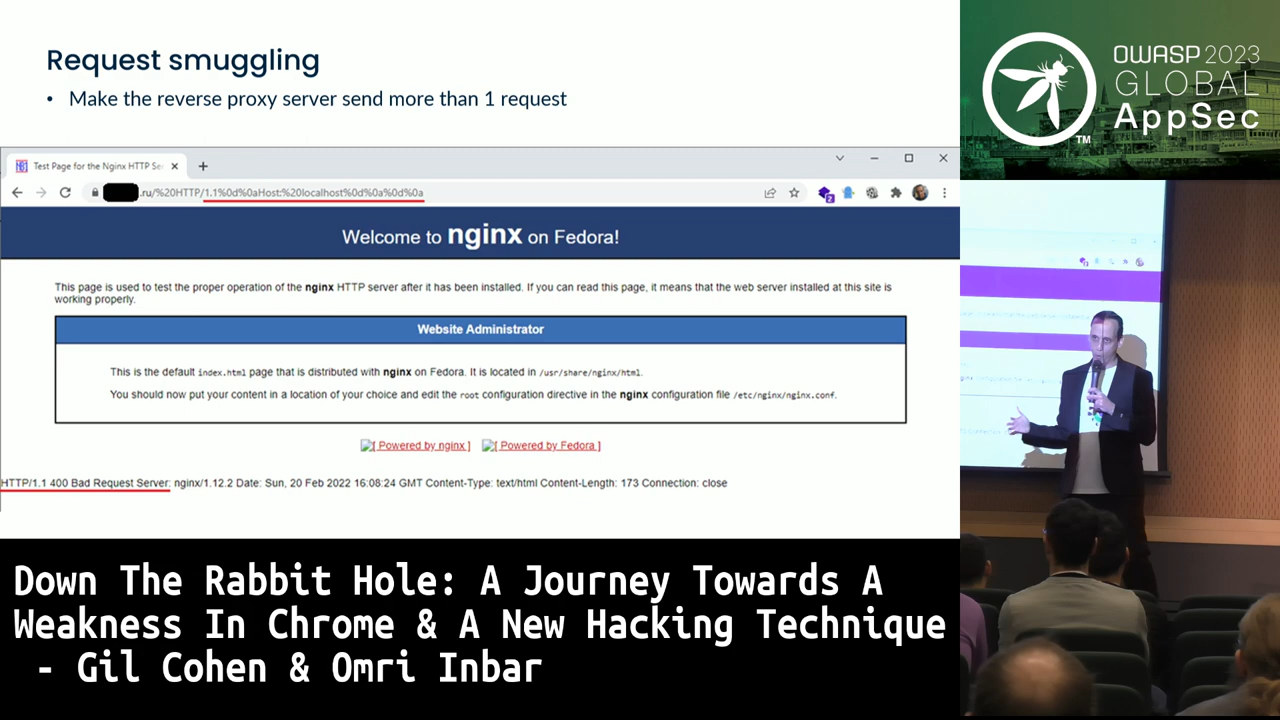 Request smuggling
• Make the reverse proxy server send more than 1 request
Test Page for the Nginx HTTP Se
.ru/%20HTTP/1.1%0d%0aHost:%20localhost%0d%0a%0d%0a
2
Welcome to nginx on Fedora!
This page is used to test the proper operation of the nginx HTTP server after it has been installed. If you can read this page, it means that the web server installed at this site is
working properly.
Website Administrator
This is the default index.html page that is distributed with nginx on Fedora. It is located in /usr/share/nginx/html.
You should now put your content in a location of your choice and edit the root configuration directive in the nginx configuration file /etc/nginx/nginx.conf.
[ Powered by nginx ] [ Powered by Fedora ]
HTTP/1.1 400 Bad Request Server: nginx/1.12.2 Date: Sun, 20 Feb 2022 16:08:24 GMT Content-Type: text/html Content-Length: 173 Connection: close
OWASP 2023
GLOBAL
AppSec
TM
Down The Rabbit Hole: A Journey Towards A
Weakness In Chrome & A New Hacking Technique
- Gil Cohen & Omri Inbar